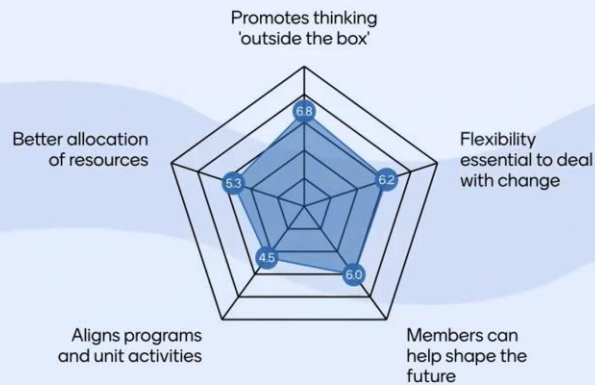 Promotes thinking
'outside the box'
Better allocation
of resources
Flexibility
essential to deal
with change
6.8
5.3
6.2
4.5
6.0
Aligns programs
and unit activities
Members can
help shape the
future